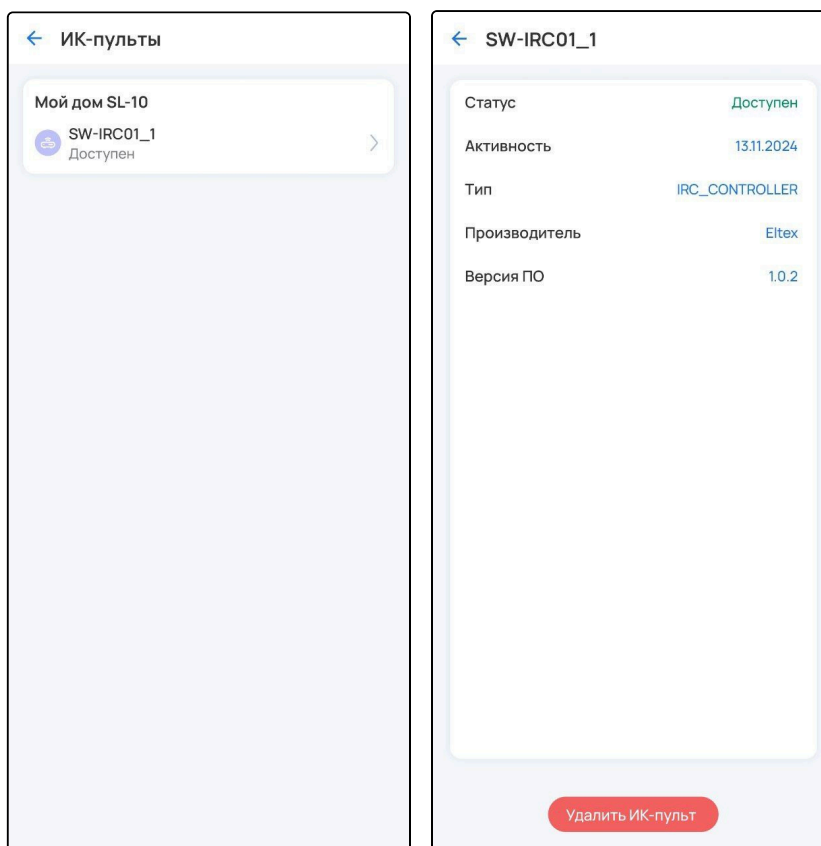 ИК-пульты
Мой дом SL-10
SW-IRC01_1
Доступен
SW-IRC01_1
Статус Доступен
Активность 13.11.2024
Тип IRC_CONTROLLER
Производитель Eltex
Версия ПО 1.0.2
Удалить ИК-пульт